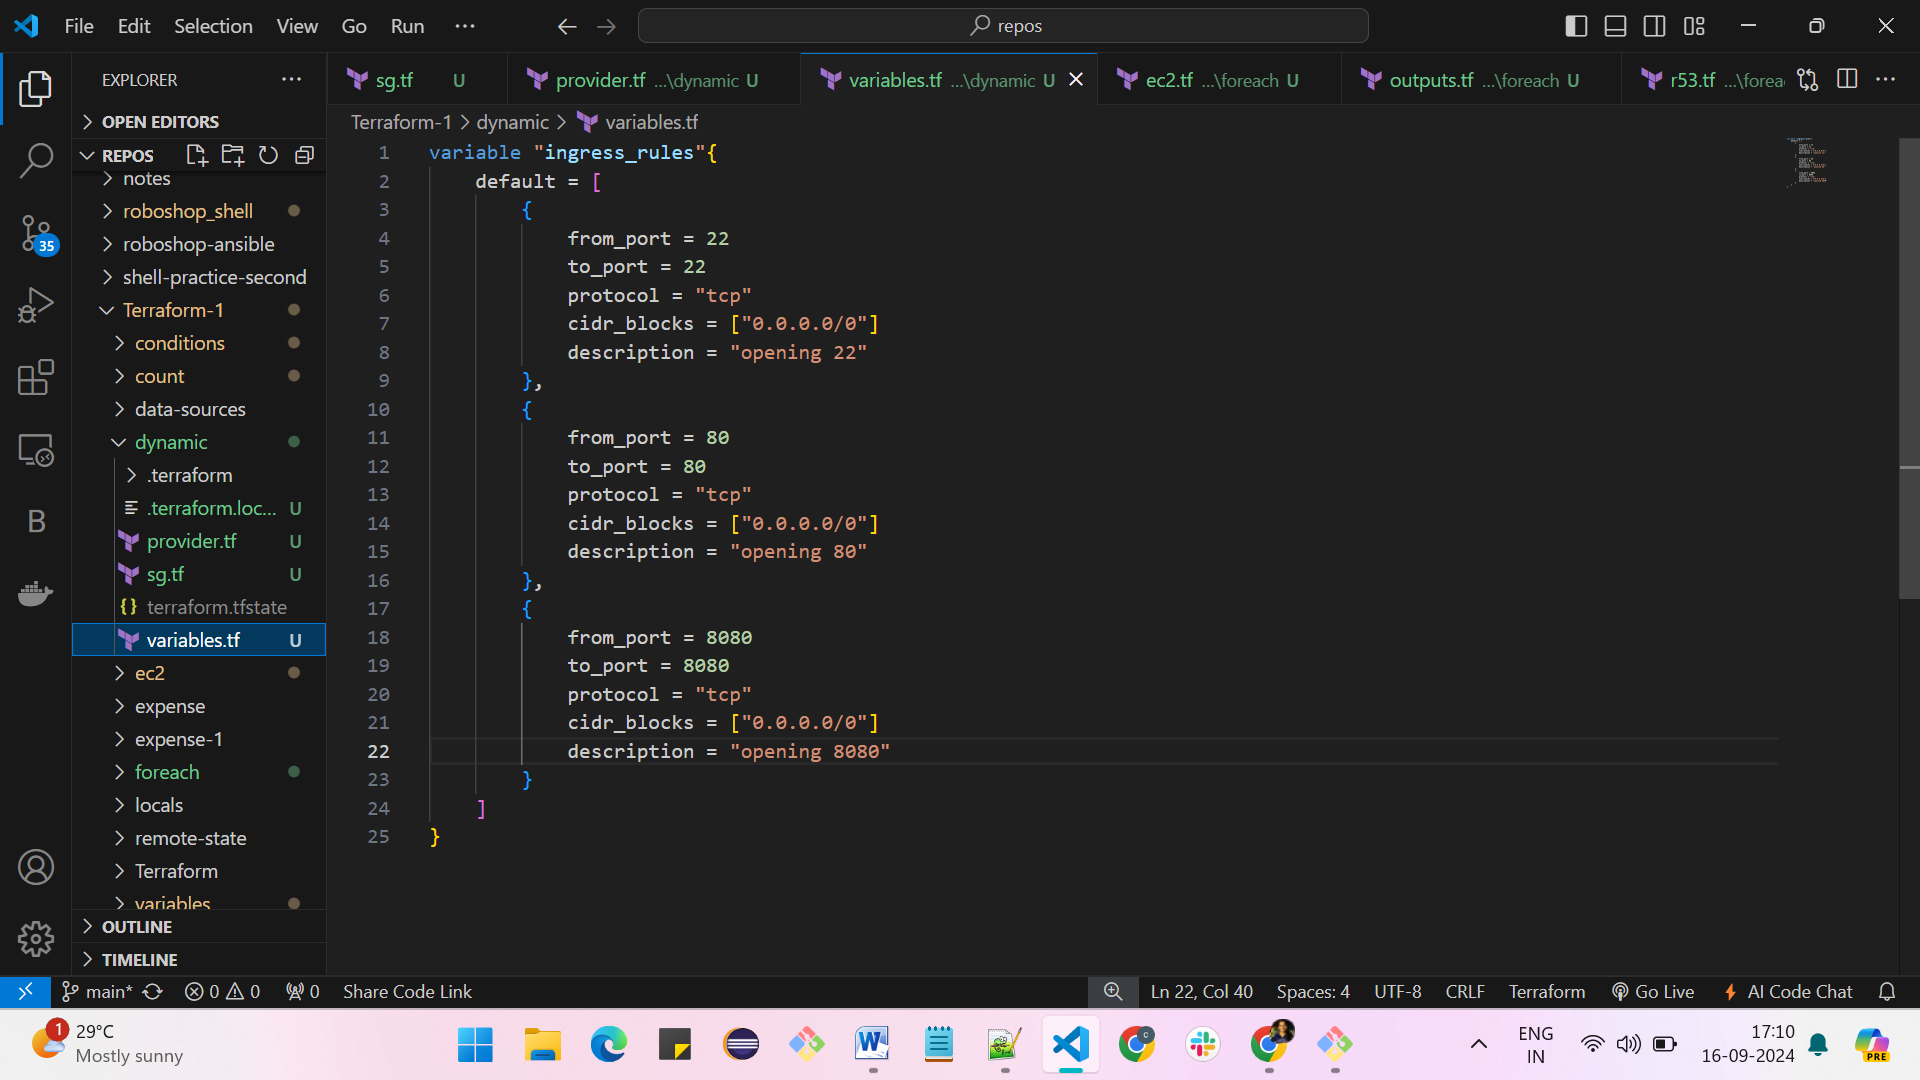 File Edit Selection View Go Run ···
repos
EXPLORER ···
OPEN EDITORS
REPOS
notes
roboshop_shell
roboshop-ansible
shell-practice-second
Terraform-1
conditions
count
data-sources
dynamic
.terraform
.terraform.loc... U
provider.tf U
sg.tf U
{} terraform.tfstate
variables.tf U
ec2
expense
expense-1
foreach
locals
remote-state
Terraform
variables
OUTLINE
TIMELINE
35
B
sg.tf U
provider.tf ...\dynamic U
variables.tf ...\dynamic U
ec2.tf ...\foreach U
outputs.tf ...\foreach U
r53.tf ...\forea
···
Terraform-1 > dynamic > variables.tf
1 variable "ingress_rules"{
2 default = [
3 {
4 from_port = 22
5 to_port = 22
6 protocol = "tcp"
7 cidr_blocks = ["0.0.0.0/0"]
8 description = "opening 22"
9 },
10 {
11 from_port = 80
12 to_port = 80
13 protocol = "tcp"
14 cidr_blocks = ["0.0.0.0/0"]
15 description = "opening 80"
16 },
17 {
18 from_port = 8080
19 to_port = 8080
20 protocol = "tcp"
21 cidr_blocks = ["0.0.0.0/0"]
22 description = "opening 8080"
23 }
24 ]
25 }
main* 0 0 0 Share Code Link
Ln 22, Col 40 Spaces: 4 UTF-8 CRLF Terraform Go Live AI Code Chat
1
29°C
Mostly sunny
W
C
ENG
IN
17:10
16-09-2024
PRE